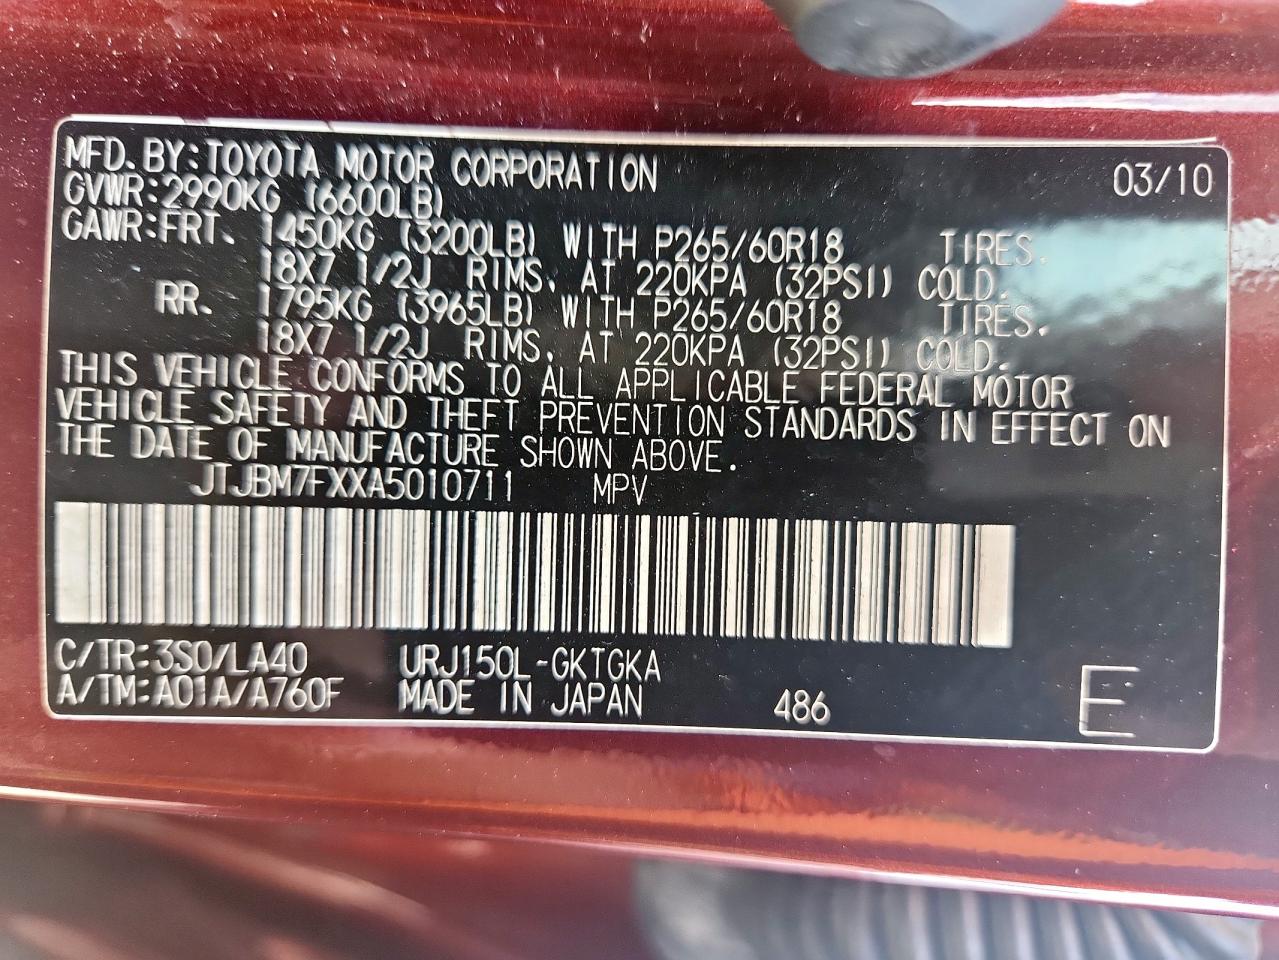 MFD. BY: TOYOTA MOTOR CORPORATION 03/10
GVWR: 2990KG (6600LB)
GAWR: FRT. 1450KG (3200LB) WITH P265/60R18 TIRES.
18X7 1/2J RIMS, AT 220KPA (32PSI) COLD.
RR. 1795KG (3965LB) WITH P265/60R18 TIRES.
18X7 1/2J RIMS, AT 220KPA (32PSI) COLD.
THIS VEHICLE CONFORMS TO ALL APPLICABLE FEDERAL MOTOR
VEHICLE SAFETY AND THEFT PREVENTION STANDARDS IN EFFECT ON
THE DATE OF MANUFACTURE SHOWN ABOVE.
JTJBM7FXXA5010711 MPV
C/TR: 3S0/LA40 URJ150L-GKTGKA
A/TM: A01A/A760F MADE IN JAPAN 486 E